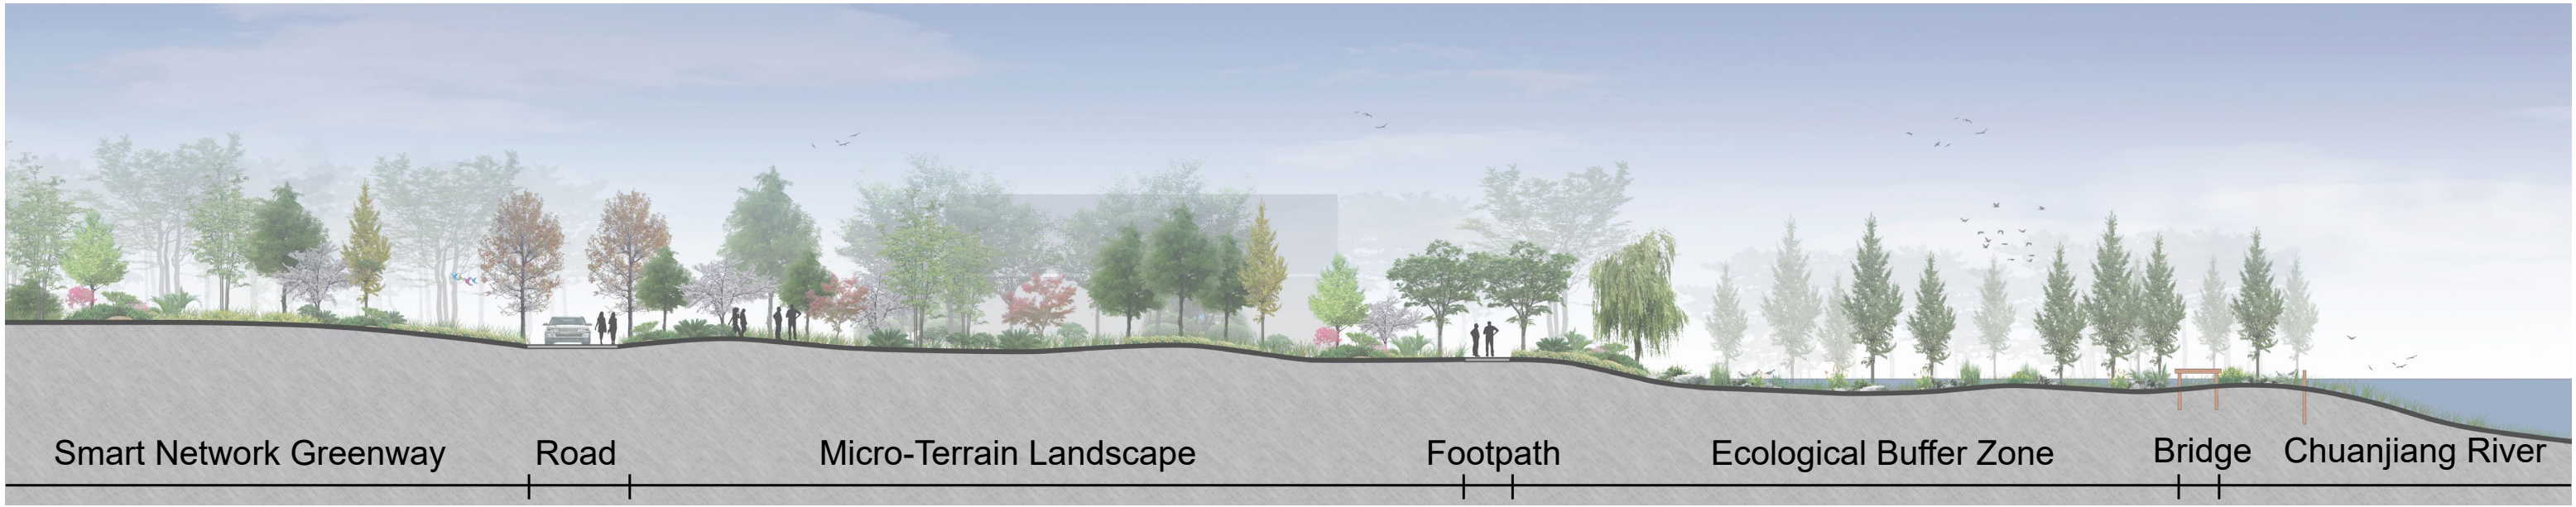 Smart Network Greenway
Road
Micro-Terrain Landscape
Footpath
Ecological Buffer Zone
Bridge
Chuanjiang River